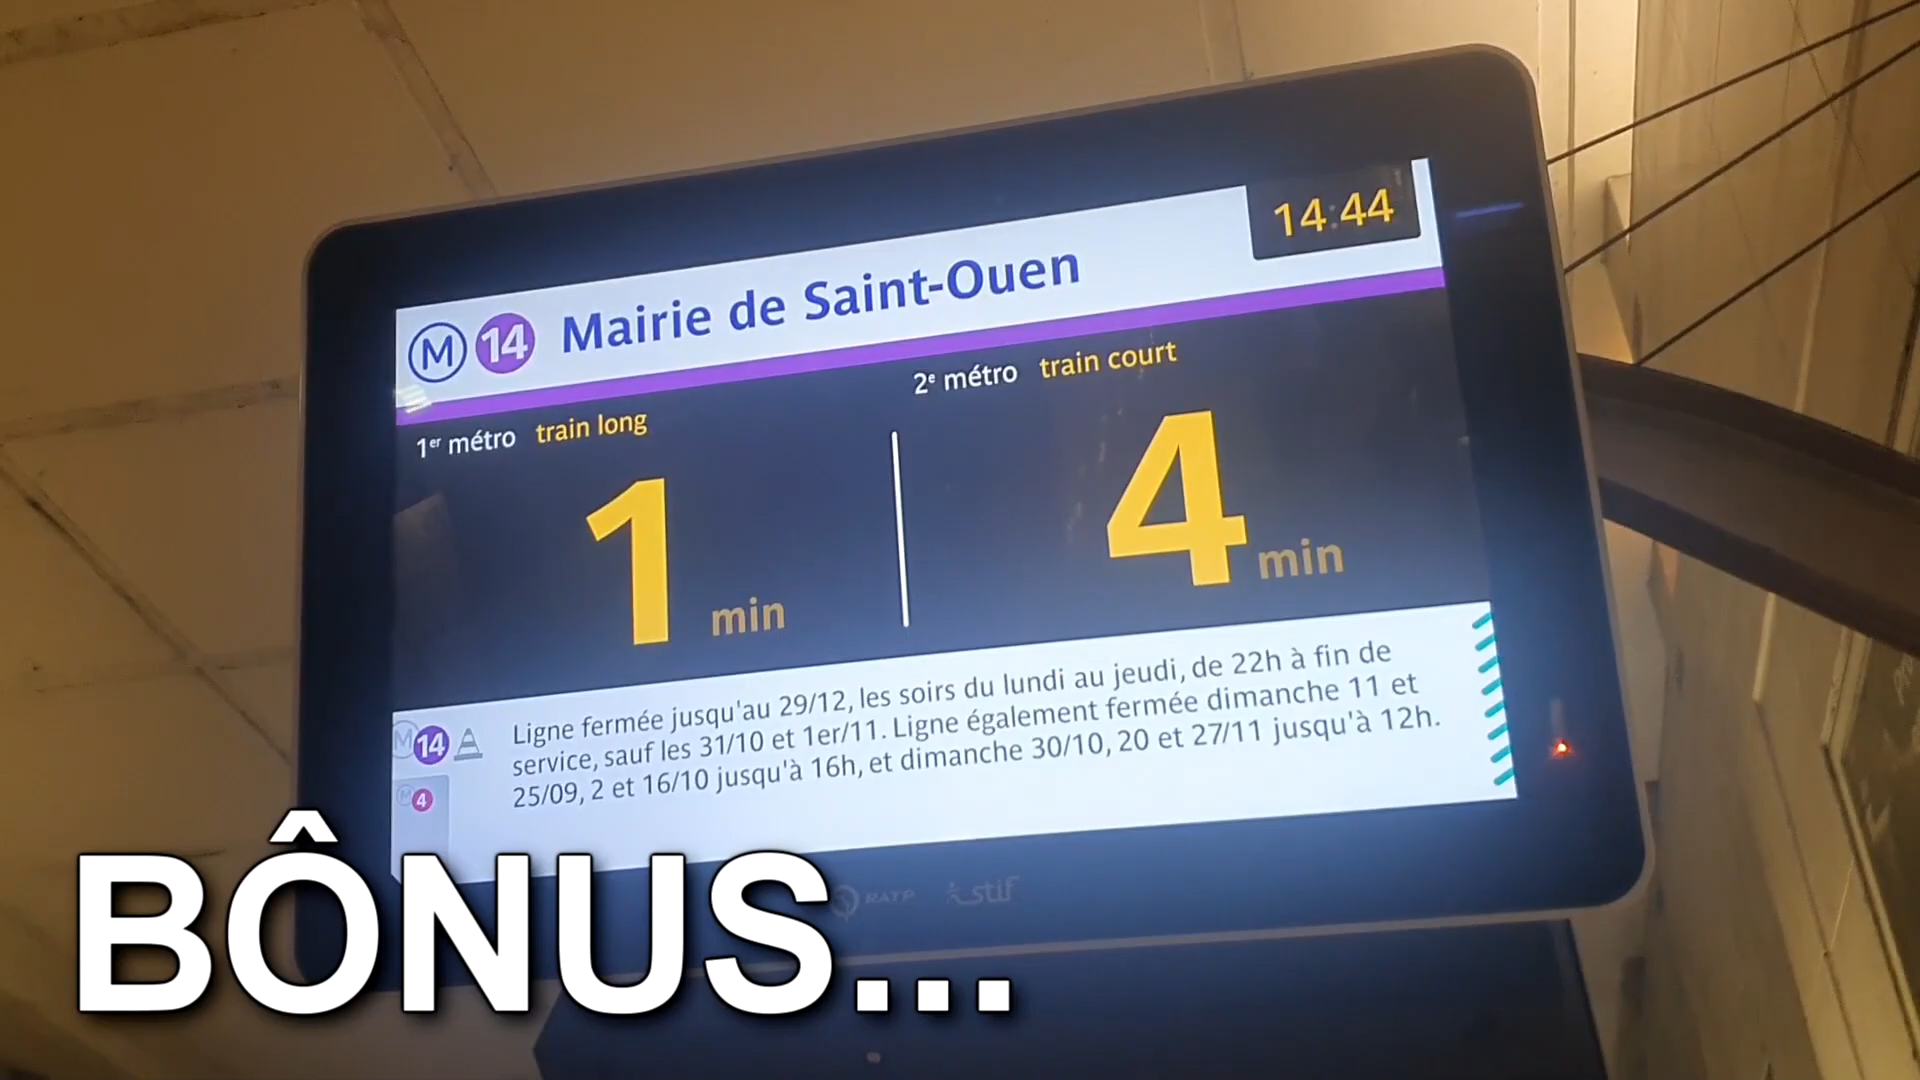 14:44
M 14 Mairie de Saint-Ouen
1er métro train long
2e métro train court
1 min
4 min
M 14 Ligne fermée jusqu'au 29/12, les soirs du lundi au jeudi, de 22h à fin de
service, sauf les 31/10 et 1er/11. Ligne également fermée dimanche 11 et
25/09, 2 et 16/10 jusqu'à 16h, et dimanche 30/10, 20 et 27/11 jusqu'à 12h.
M 4
RATP stif
BÔNUS...